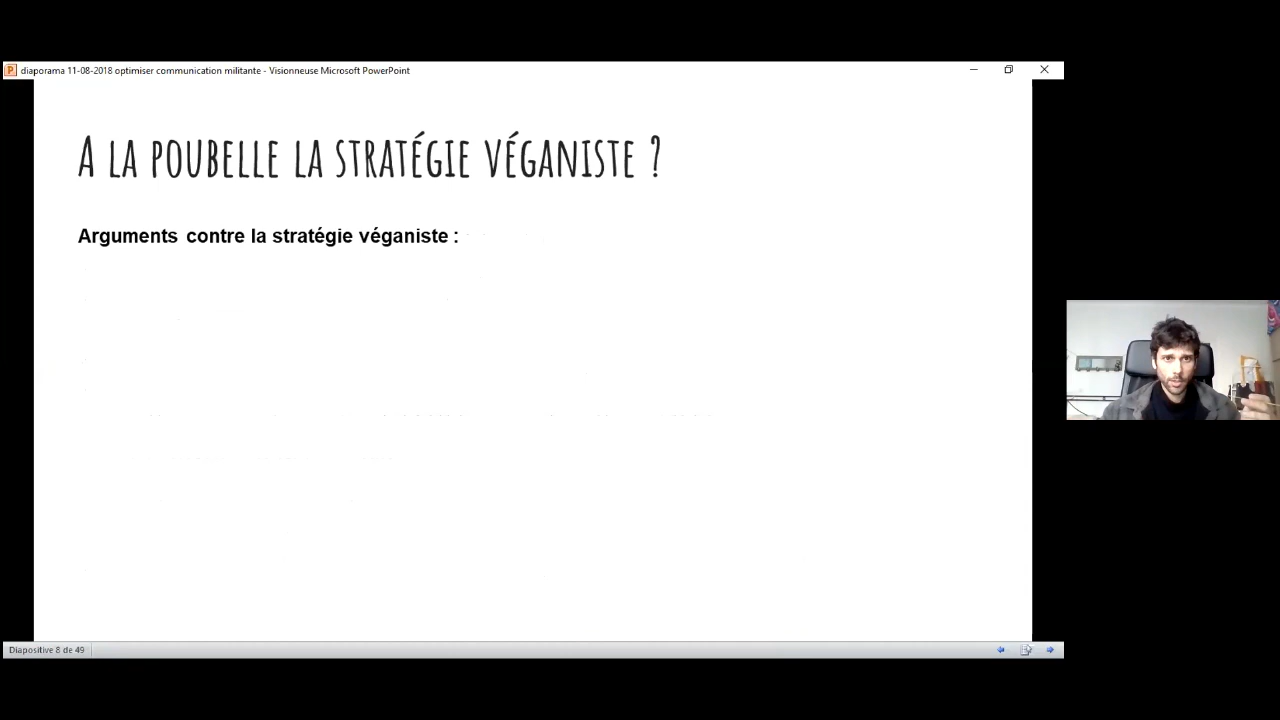 diaporama 11-08-2018 optimiser communication militante - Visionneuse Microsoft PowerPoint
A LA POUBELLE LA STRATÉGIE VÉGANISTE ?
Arguments contre la stratégie véganiste :
Diapositive 8 de 49